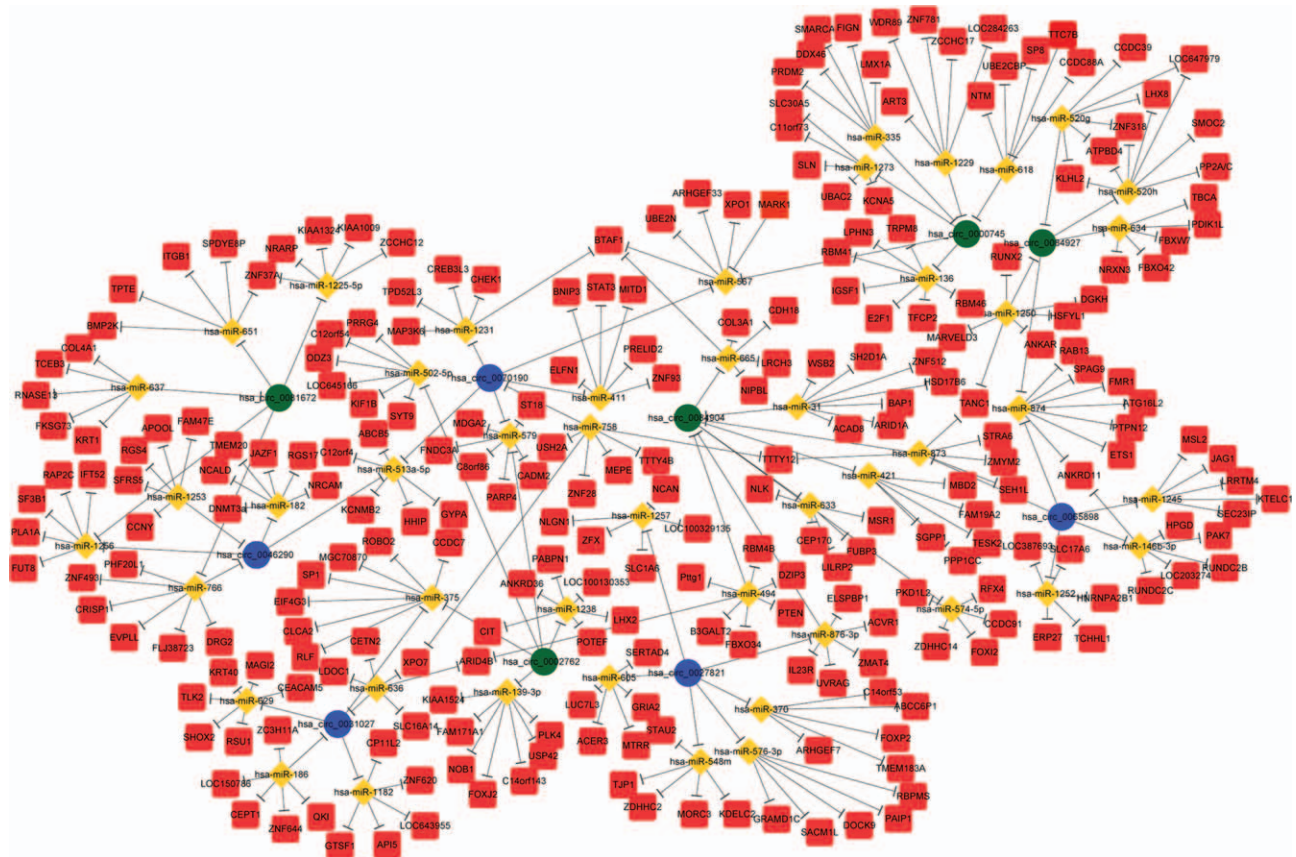 SMARCA
FIGN
WDR89
ZNF781
LOC284263
DDX46
ZCCHC17
SP8
TTC7B
PRDM2
LMX1A
UBE2CBP
CCDC88A
CCDC39
LOC647979
SLC30A5
ART3
NTM
LHX8
C11orf73
hsa-miR-335
hsa-miR-520g
ZNF318
SMOC2
SLN
hsa-miR-1273
hsa-miR-1229
hsa-miR-618
ATPBD4
PP2A/C
UBAC2
KCNA5
KLHL2
hsa-miR-520h
TBCA
ARHGEF33
XPO1
MARK1
UBE2N
LPHN3
TRPM8
hsa_circ_0000745
hsa_circ_0084927
hsa-miR-634
PDIK1L
KIAA1324
KIAA1009
BTAF1
RBM41
RUNX2
FBXW7
SPDYE8P
NRARP
ZCCHC12
ITGB1
ZNF37A
hsa-miR-1225-5p
CREB3L3
CHEK1
STAT3
MITD1
hsa-miR-567
hsa-miR-136
NRXN3
FBXO42
TPTE
TPD52L3
BNIP3
IGSF1
RBM46
DGKH
BMP2K
hsa-miR-651
PRRG4
C12orf54
MAP3K6
hsa-miR-1231
COL3A1
CDH18
E2F1
TFCP2
hsa-miR-1250
HSFYL1
COL4A1
ODZ3
PRELID2
hsa-miR-665
LRCH3
WSB2
SH2D1A
MARVELD3
ANKAR
RAB13
TCEB3
hsa-miR-637
hsa-miR-502-5p
hsa_circ_0070190
ELFN1
ZNF93
NIPBL
ZNF512
SPAG9
RNASE13
hsa_circ_0081672
LOC645166
KIF1B
hsa-miR-411
hsa-miR-31
HSD17B6
TANC1
hsa-miR-874
FMR1
FKSG73
KRT1
SYT9
ST18
hsa_circ_0084904
BAP1
ATG16L2
APOOL
FAM47E
ABCB5
MDGA2
hsa-miR-579
hsa-miR-758
ACAD8
ARID1A
PTPN12
RGS4
TMEM20
JAZF1
RGS17
C12orf4
FNDC3A
USH2A
TTTY12
STRA6
ETS1
MSL2
RAP2C
IFT52
SFRS5
NCALD
NRCAM
hsa-miR-513a-5p
C8orf86
CADM2
MEPE
TTTY4B
hsa-miR-421
hsa-miR-673
ZMYM2
ANKRD11
JAG1
SF3B1
hsa-miR-1253
hsa-miR-182
KCNMB2
PARP4
ZNF28
NCAN
NLK
MBD2
SEH1L
hsa-miR-1245
LRRTM4
PLA1A
CCNY
DNMT3a
HHIP
GYPA
NLGN1
hsa-miR-1257
hsa-miR-633
MSR1
FAM19A2
hsa_circ_0065898
KTELC1
SEC23IP
FUT8
hsa-miR-1256
hsa_circ_0046290
ROBO2
CCDC7
ZFX
LOC100329135
CEP170
SGPP1
TESK2
LOC387693
SLC17A6
HPGD
hsa-miR-146b-3p
PAK7
PHF20L1
MGC70870
PABPN1
SLC1A6
RBM4B
FUBP3
PPP1CC
RUNDC2B
ZNF493
hsa-miR-766
SP1
ANKRD36
LOC100130353
Pttg1
DZIP3
LILRP2
RFX4
LOC203274
CRISP1
EIF4G3
hsa-miR-375
hsa-miR-1238
hsa-miR-494
ELSPBP1
PKD1L2
hsa-miR-1252
RUNDC2C
EVPLL
LHX2
PTEN
hsa-miR-574-5p
HNRNPA2B1
DRG2
CLCA2
CIT
POTEF
B3GALT2
ACVR1
CCDC91
FLJ38723
CETN2
FBXO34
hsa-miR-876-3p
ZDHHC14
FOXI2
ERP27
TCHHL1
MAGI2
RLF
XPO7
ARID4B
hsa_circ_0002762
SERTAD4
ZMAT4
KRT40
LDOC1
IL23R
UVRAG
TLK2
CEACAM5
hsa-miR-636
KIAA1524
hsa-miR-139-3p
hsa-miR-605
hsa_circ_0027821
C14orf53
hsa-miR-629
LUC7L3
GRIA2
hsa-miR-370
ABCC6P1
SHOX2
RSU1
hsa_circ_0031027
SLC16A14
FAM171A1
PLK4
ACER3
MTRR
STAU2
FOXP2
ZC3H11A
CP11L2
NOB1
USP42
hsa-miR-576-3p
ARHGEF7
LOC150786
hsa-miR-186
FOXJ2
C14orf143
TJP1
hsa-miR-548m
TMEM183A
ZNF620
ZDHHC2
RBPMS
CEPT1
QKI
hsa-miR-1182
MORC3
KDELC2
GRAMD1C
PAIP1
ZNF644
LOC643955
SACM1L
DOCK9
GTSF1
API5